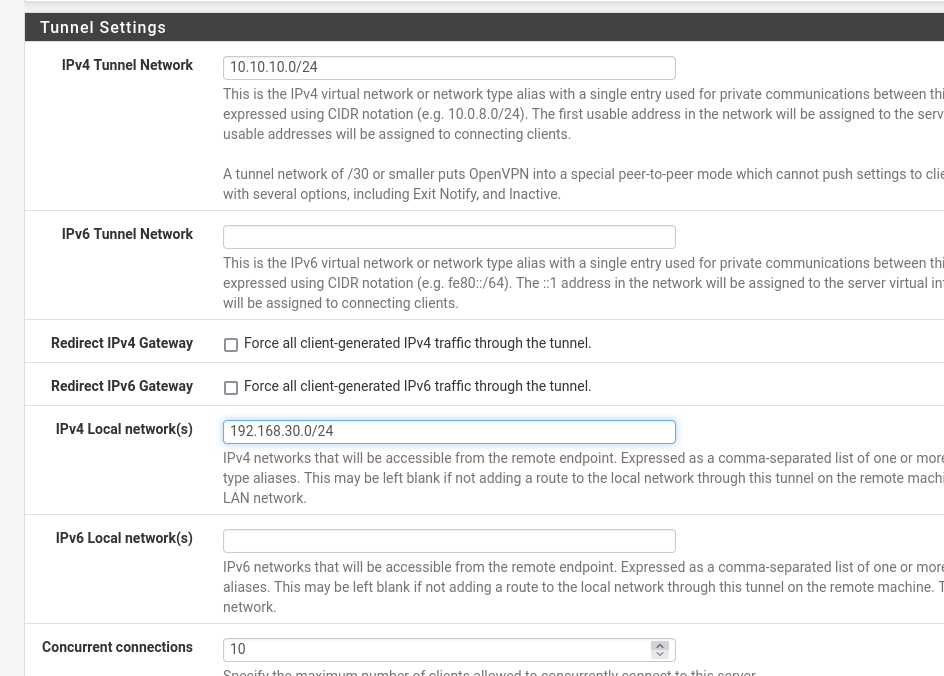 Tunnel Settings
IPv4 Tunnel Network
10.10.10.0/24
This is the IPv4 virtual network or network type alias with a single entry used for private communications between
expressed using CIDR notation (e.g. 10.0.8.0/24). The first usable address in the network will be assigned to the
usable addresses will be assigned to connecting clients.
A tunnel network of /30 or smaller puts OpenVPN into a special peer-to-peer mode which cannot push settings to
with several options, including Exit Notify, and Inactive.
IPv6 Tunnel Network
This is the IPv6 virtual network or network type alias with a single entry used for private communications between
expressed using CIDR notation (e.g. fe80::/64). The ::1 address in the network will be assigned to the server virtual
will be assigned to connecting clients.
Redirect IPv4 Gateway
Force all client-generated IPv4 traffic through the tunnel.
Redirect IPv6 Gateway
Force all client-generated IPv6 traffic through the tunnel.
IPv4 Local network(s)
192.168.30.0/24
IPv4 networks that will be accessible from the remote endpoint. Expressed as a comma-separated list of one or more
type aliases. This may be left blank if not adding a route to the local network through this tunnel on the remote
LAN network.
IPv6 Local network(s)
IPv6 networks that will be accessible from the remote endpoint. Expressed as a comma-separated list of one or more
aliases. This may be left blank if not adding a route to the local network through this tunnel on the remote machine.
network.
Concurrent connections
10
Specify the maximum number of clients allowed to concurrently connect to this server.